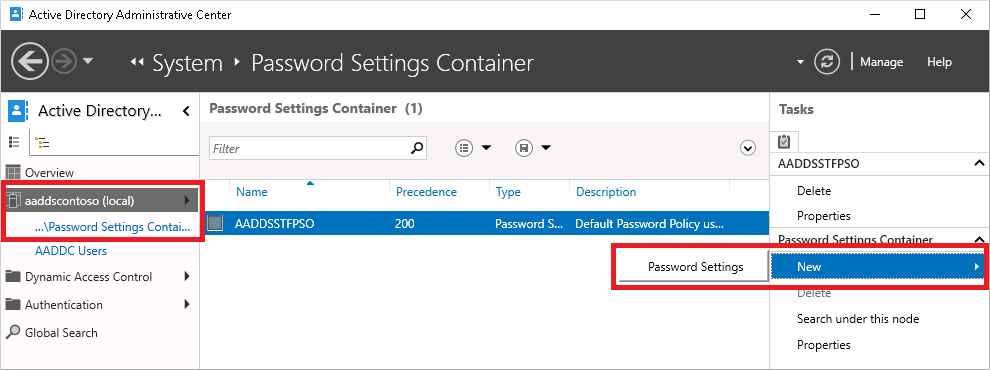 Active Directory Administrative Center
System
Password Settings Container
Manage
Help
Active Directory...
Overview
aaddscontoso (local)
...\Password Settings Contai...
AADDC Users
Dynamic Access Control
Authentication
Global Search
Password Settings Container (1)
Filter
Name Precedence Type Description
AADDSSTFPSO 200 Password S... Default Password Policy us...
Tasks
AADDSSTFPSO
Delete
Properties
Password Settings Container
Password Settings
New
Delete
Search under this node
Properties